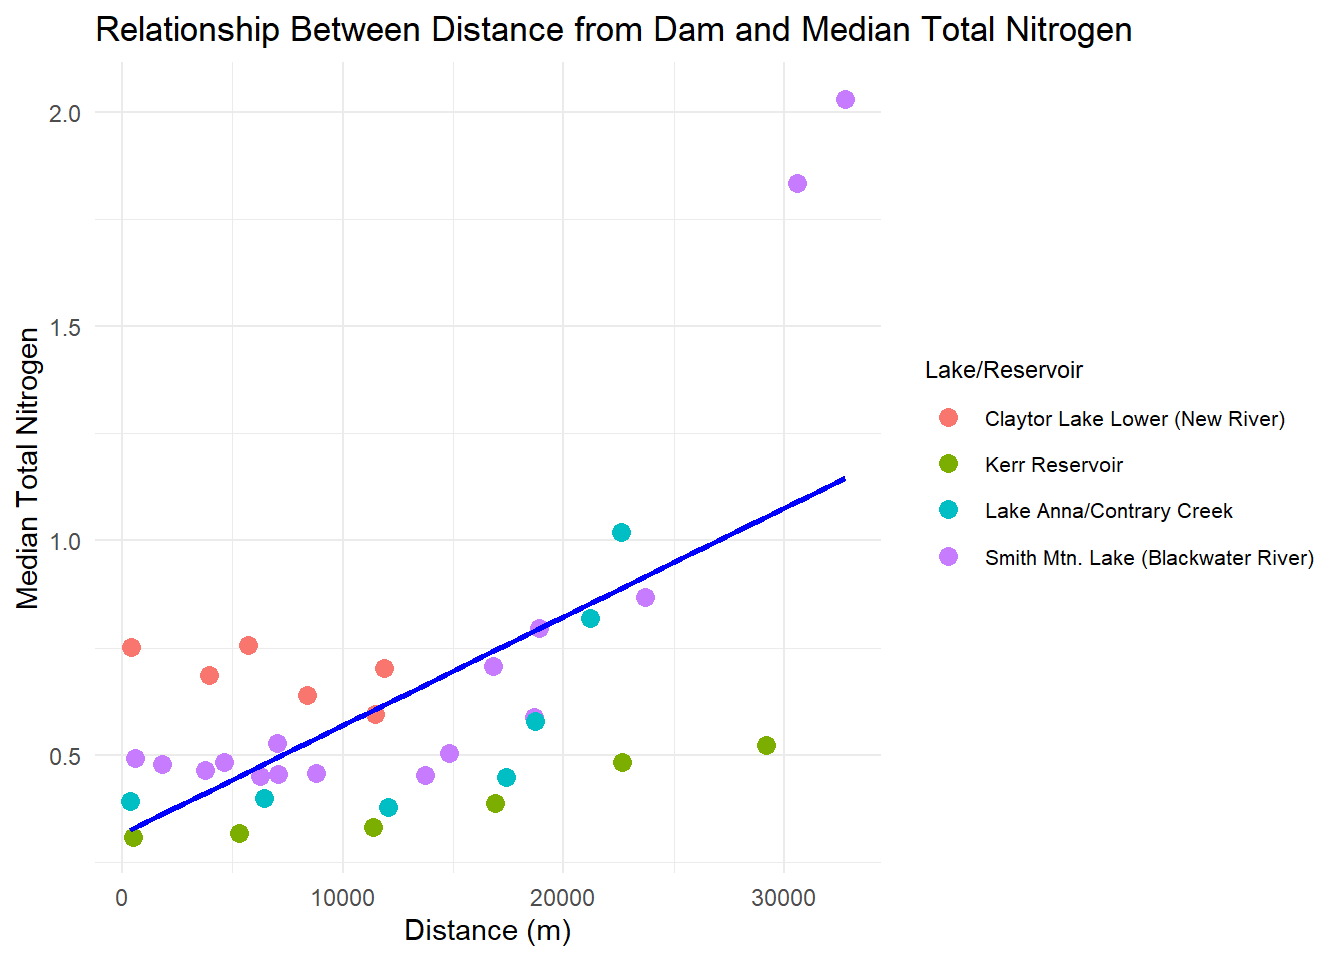 Relationship Between Distance from Dam and Median Total Nitrogen
2.0
1.5
1.0
0.5
Median Total Nitrogen
0 10000 20000 30000
Distance (m)
Lake/Reservoir
Claytor Lake Lower (New River)
Kerr Reservoir
Lake Anna/Contrary Creek
Smith Mtn. Lake (Blackwater River)